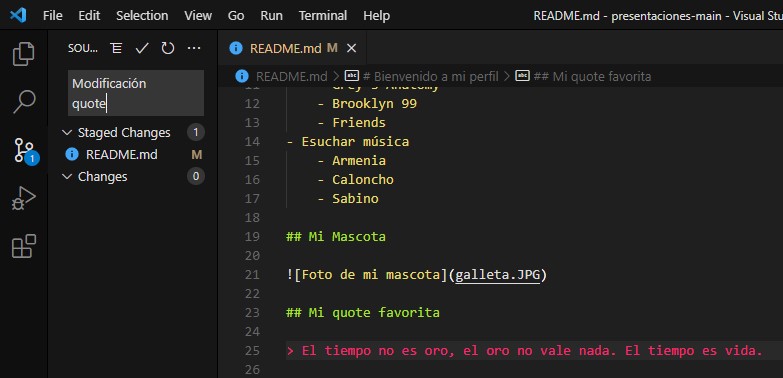 File Edit Selection View Go Run Terminal Help README.md - presentaciones-main - Visual Stu
SOU...
README.md M
README.md > # Bienvenido a mi perfil > ## Mi quote favorita
Modificación
quote
Staged Changes 1
README.md M
Changes 0
1
11 - Grey's Anatomy
12 - Brooklyn 99
13 - Friends
14 - Esuchar música
15 - Armenia
16 - Caloncho
17 - Sabino
18
19 ## Mi Mascota
20
21 ![Foto de mi mascota](galleta.JPG)
22
23 ## Mi quote favorita
24
25 > El tiempo no es oro, el oro no vale nada. El tiempo es vida.
26